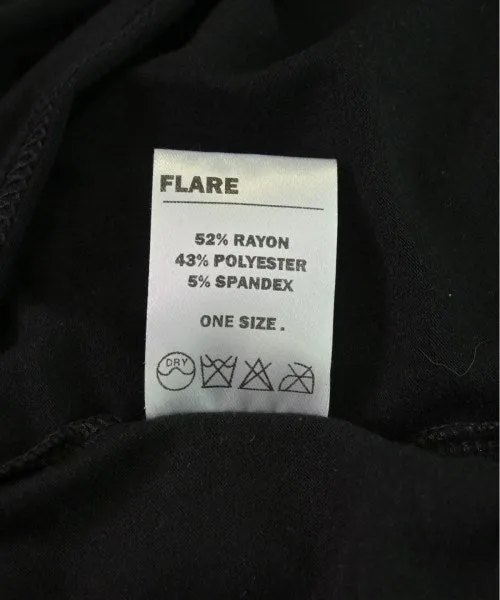 FLARE
52% RAYON
43% POLYESTER
5% SPANDEX
ONE SIZE .
DRY